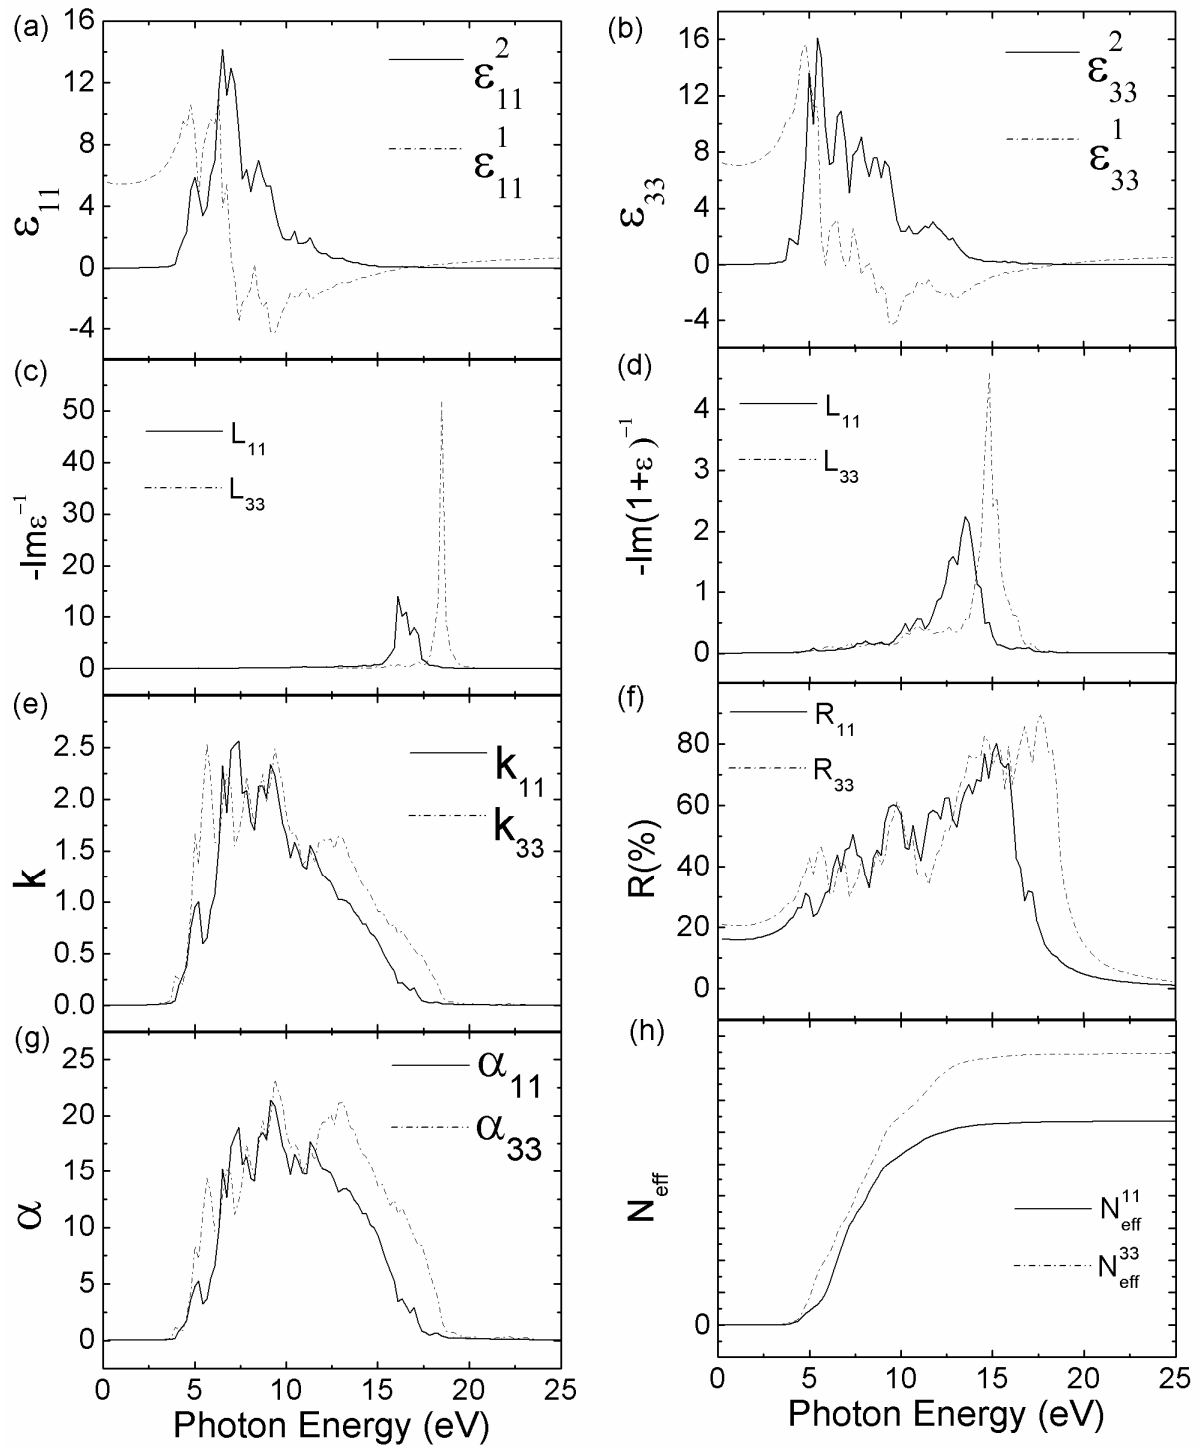 (a)
16
12
8
4
0
-4
ε11
ε²11
ε¹11
(b)
16
12
8
4
0
-4
ε33
ε²33
ε¹33
(c)
50
40
30
20
10
0
-Imε⁻¹
L11
L33
(d)
4
3
2
1
0
-Im(1+ε)⁻¹
L11
L33
(e)
2.5
2.0
1.5
1.0
0.5
0.0
k
k11
k33
(f)
80
60
40
20
0
R(%)
R11
R33
(g)
25
20
15
10
5
0
α
α11
α33
0 5 10 15 20 25
Photon Energy (eV)
(h)
0
Neff
N¹¹eff
N³³eff
0 5 10 15 20 25
Photon Energy (eV)